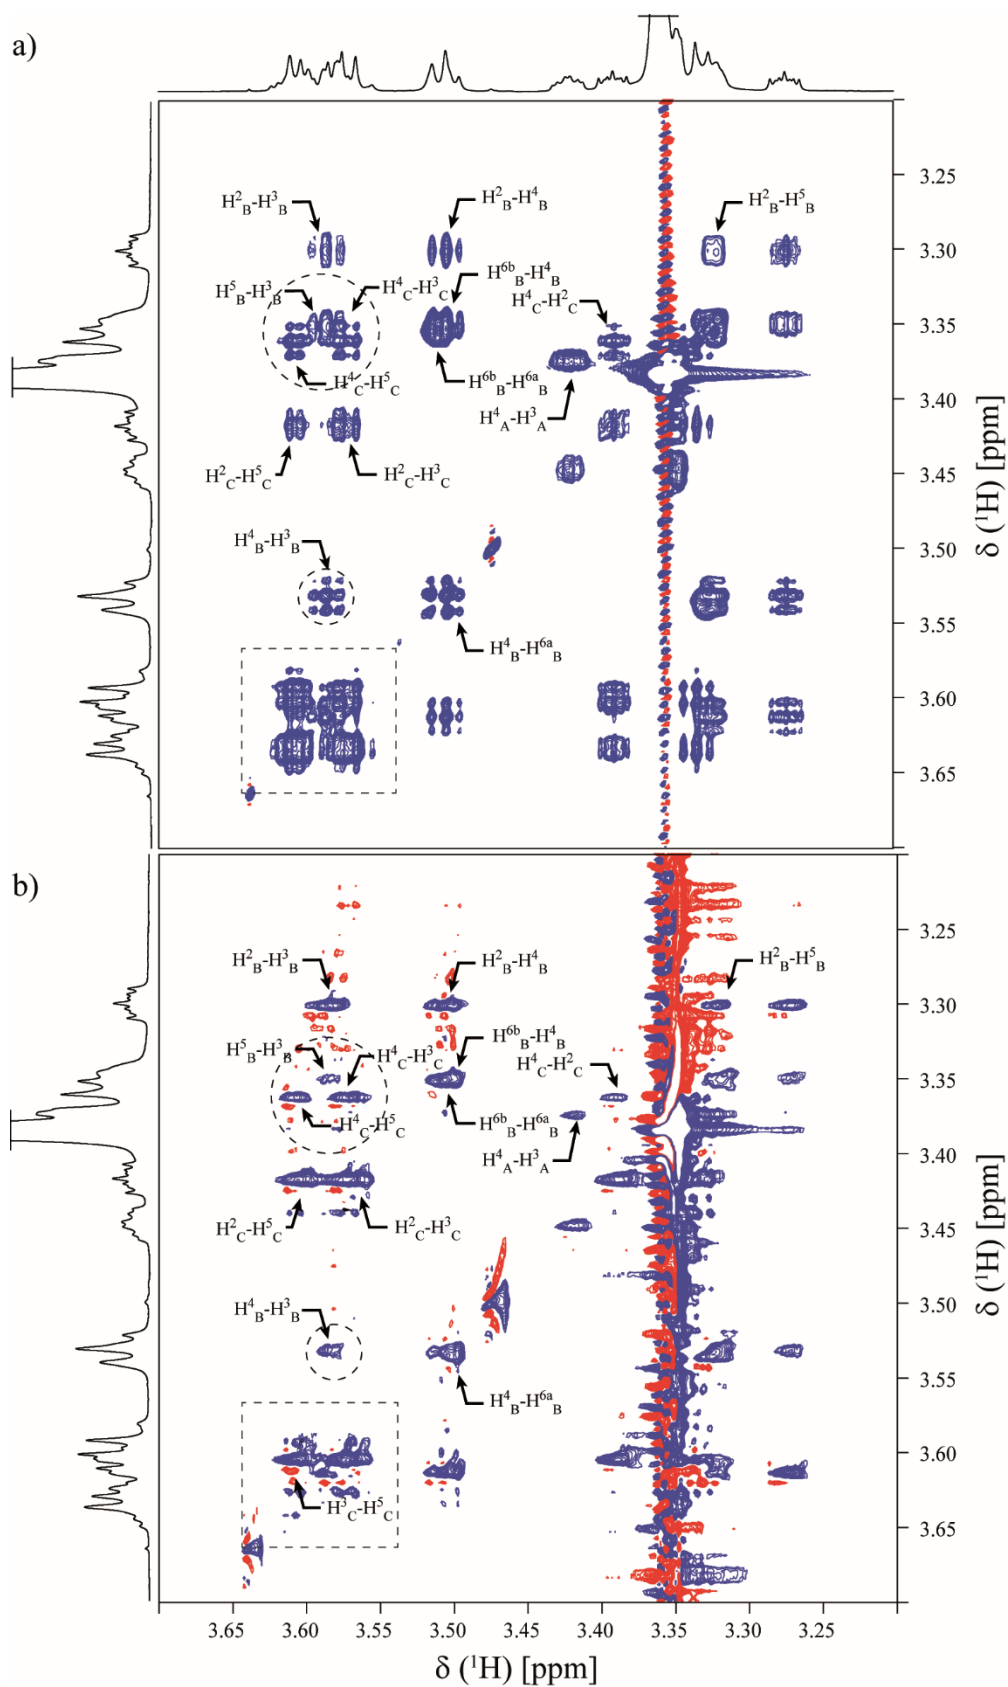 a)
3.25
H²B-H³B H²B-H⁴B H²B-H⁵B
3.30
H⁵B-H³B H⁴C-H³C H⁶ᵇB-H⁴B
H⁴C-H²C
3.35
H⁴C-H⁵C H⁶ᵇB-H⁶ᵃB
3.40
H⁴A-H³A
H²C-H⁵C H²C-H³C
3.45
δ (¹H) [ppm]
3.50
H⁴B-H³B
3.55
H⁴B-H⁶ᵃB
3.60
3.65
b)
3.25
H²B-H³B H²B-H⁴B H²B-H⁵B
3.30
H⁵B-H³B H⁴C-H³C H⁶ᵇB-H⁴B
H⁴C-H²C
3.35
H⁴C-H⁵C H⁶ᵇB-H⁶ᵃB
H⁴A-H³A
3.40
H²C-H⁵C H²C-H³C
3.45
δ (¹H) [ppm]
3.50
H⁴B-H³B
3.55
H⁴B-H⁶ᵃB
3.60
H³C-H⁵C
3.65
3.65 3.60 3.55 3.50 3.45 3.40 3.35 3.30 3.25
δ (¹H) [ppm]